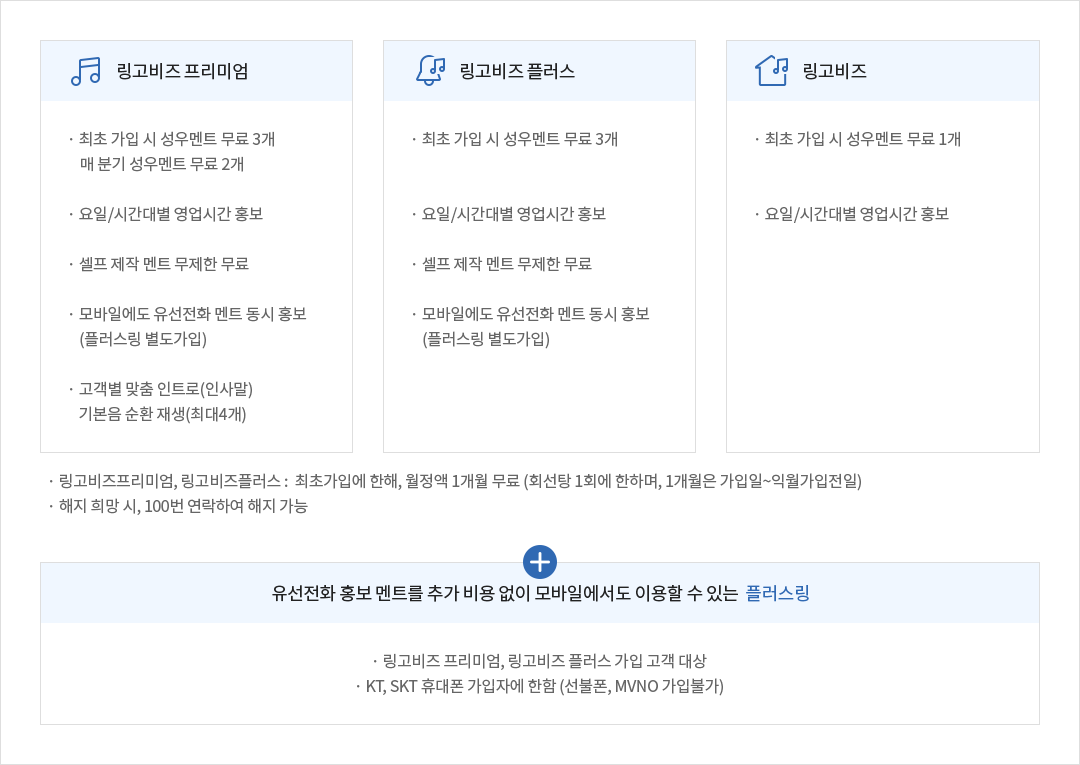 링고비즈 프리미엄
· 최초 가입 시 성우멘트 무료 3개
매 분기 성우멘트 무료 2개
· 요일/시간대별 영업시간 홍보
· 셀프 제작 멘트 무제한 무료
· 모바일에도 유선전화 멘트 동시 홍보
(플러스링 별도가입)
· 고객별 맞춤 인트로(인사말)
기본음 순환 재생(최대4개)
링고비즈 플러스
· 최초 가입 시 성우멘트 무료 3개
· 요일/시간대별 영업시간 홍보
· 셀프 제작 멘트 무제한 무료
· 모바일에도 유선전화 멘트 동시 홍보
(플러스링 별도가입)
링고비즈
· 최초 가입 시 성우멘트 무료 1개
· 요일/시간대별 영업시간 홍보
· 링고비즈프리미엄, 링고비즈플러스 : 최초가입에 한해, 월정액 1개월 무료 (회선탕 1회에 한하며, 1개월은 가입일~익월가입전일)
· 해지 희망 시, 100번 연락하여 해지 가능
유선전화 홍보 멘트를 추가 비용 없이 모바일에서도 이용할 수 있는 플러스링
· 링고비즈 프리미엄, 링고비즈 플러스 가입 고객 대상
· KT, SKT 휴대폰 가입자에 한함 (선불폰, MVNO 가입불가)